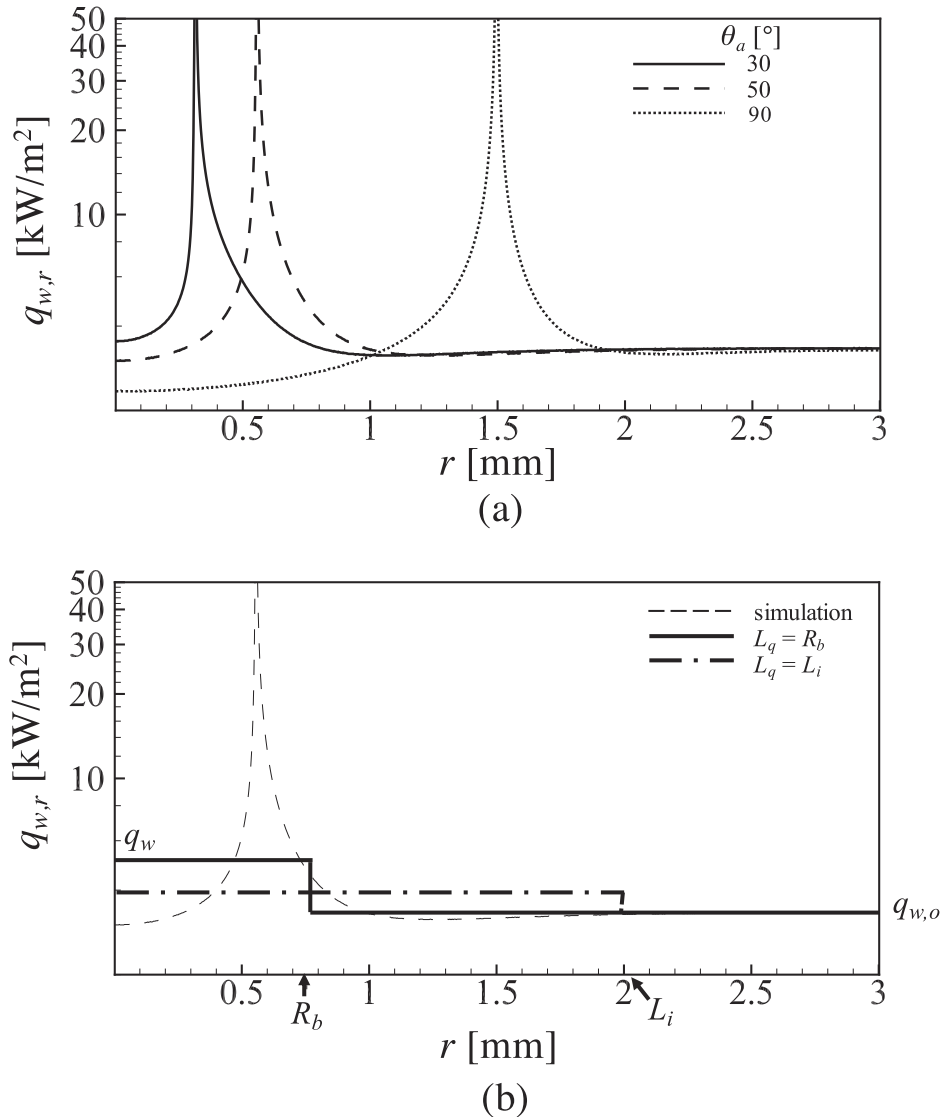 50
40
30
20
10
q_{w,r} [kW/m²]
θ_a [°]
30
50
90
0.5 1 1.5 2 2.5 3
r [mm]
(a)
50
40
30
20
10
q_{w,r} [kW/m²]
simulation
L_q = R_b
L_q = L_i
q_w
q_{w,o}
0.5 1 1.5 2 2.5 3
R_b L_i
r [mm]
(b)